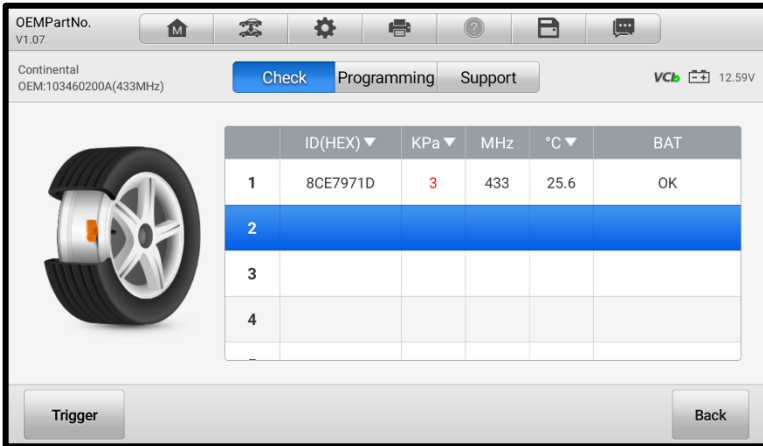 OEMPartNo.
V1.07.
M
Continental
OEM:103460200A(433MHz)
Check Programming Support
VCI 12.59V
ID(HEX)▼ KPa▼ MHz °C▼ BAT
1 8CE7971D 3 433 25.6 OK
2
3
4
Trigger
Back